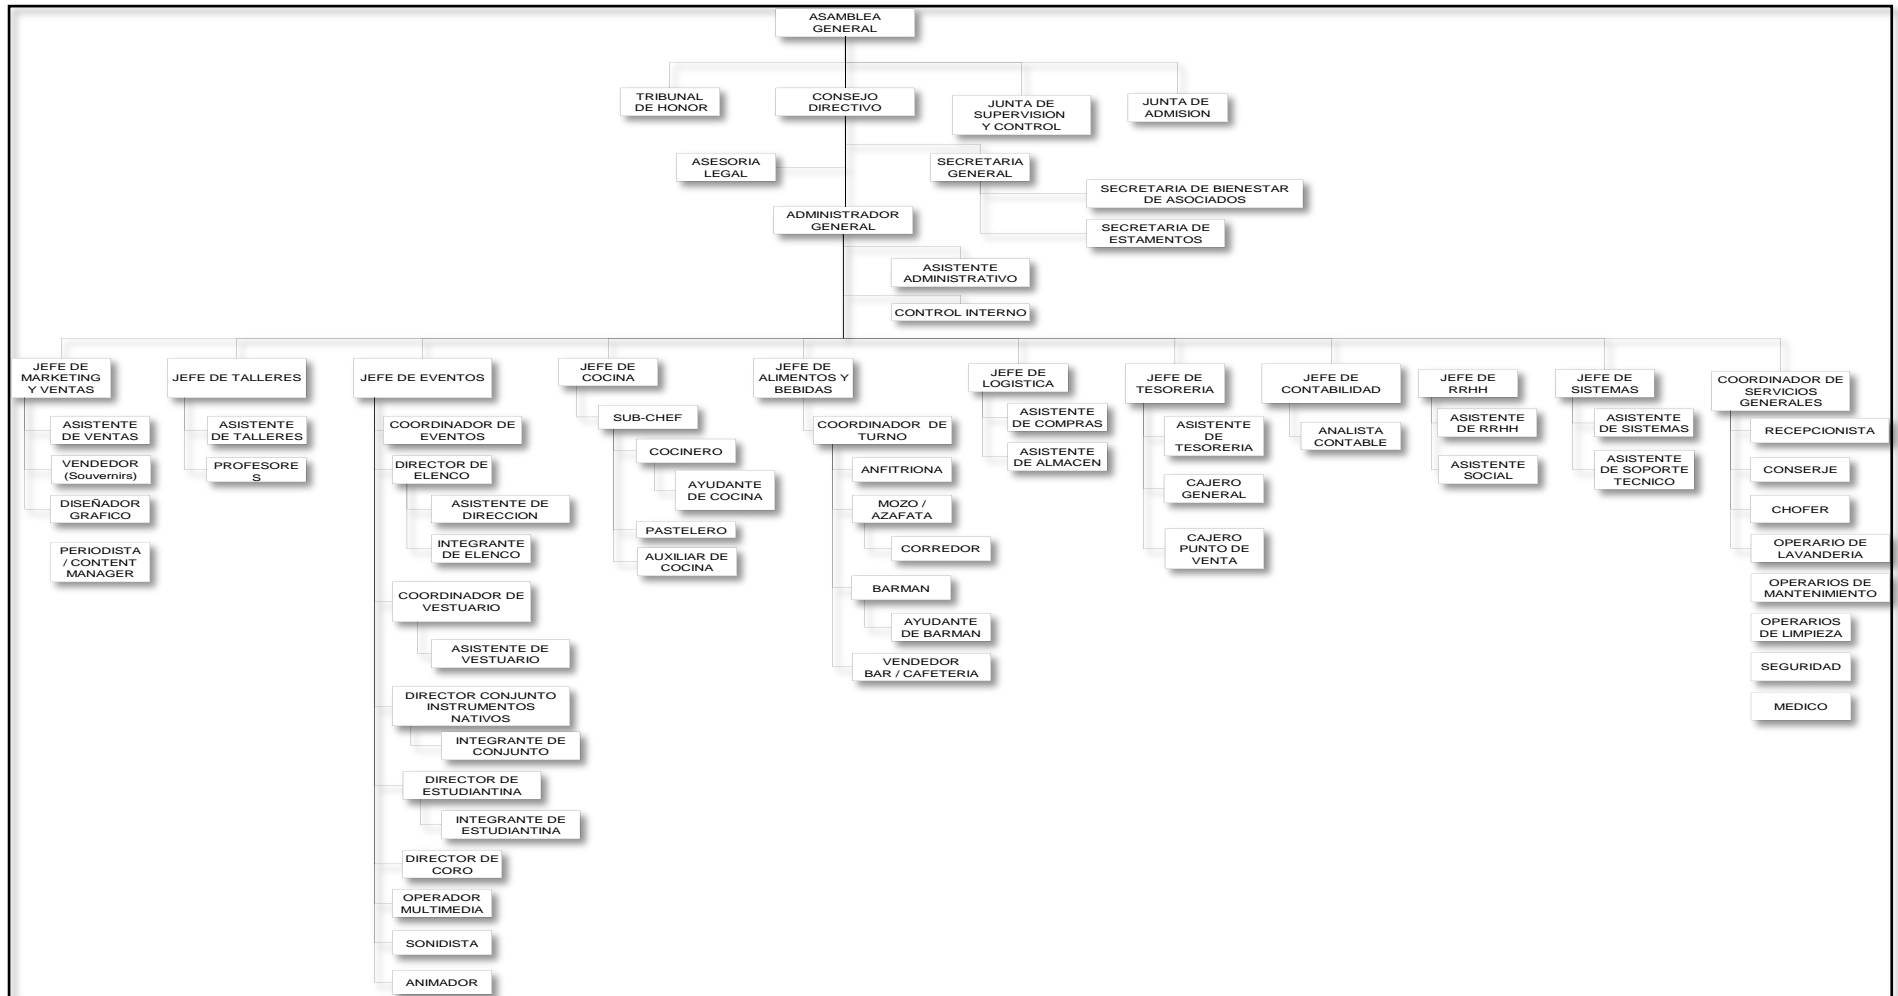 ASAMBLEA
GENERAL
TRIBUNAL
DE HONOR
CONSEJO
DIRECTIVO
JUNTA DE
SUPERVISION
Y CONTROL
JUNTA DE
ADMISION
ASESORIA
LEGAL
SECRETARIA
GENERAL
SECRETARIA DE BIENESTAR
DE ASOCIADOS
SECRETARIA DE
ESTAMENTOS
ADMINISTRADOR
GENERAL
ASISTENTE
ADMINISTRATIVO
CONTROL INTERNO
JEFE DE
MARKETING
Y VENTAS
ASISTENTE
DE VENTAS
VENDEDOR
(Souvernirs)
DISEÑADOR
GRAFICO
PERIODISTA
/ CONTENT
MANAGER
JEFE DE TALLERES
ASISTENTE
DE TALLERES
PROFESORE
S
JEFE DE EVENTOS
COORDINADOR DE
EVENTOS
DIRECTOR DE
ELENCO
ASISTENTE DE
DIRECCION
INTEGRANTE
DE ELENCO
COORDINADOR DE
VESTUARIO
ASISTENTE DE
VESTUARIO
DIRECTOR CONJUNTO
INSTRUMENTOS
NATIVOS
INTEGRANTE DE
CONJUNTO
DIRECTOR DE
ESTUDIANTINA
INTEGRANTE DE
ESTUDIANTINA
DIRECTOR DE
CORO
OPERADOR
MULTIMEDIA
SONIDISTA
ANIMADOR
JEFE DE
COCINA
SUB-CHEF
COCINERO
AYUDANTE
DE COCINA
PASTELERO
AUXILIAR DE
COCINA
JEFE DE
ALIMENTOS Y
BEBIDAS
COORDINADOR DE
TURNO
ANFITRIONA
MOZO /
AZAFATA
CORREDOR
BARMAN
AYUDANTE
DE BARMAN
VENDEDOR
BAR / CAFETERIA
JEFE DE
LOGISTICA
ASISTENTE
DE COMPRAS
ASISTENTE
DE ALMACEN
JEFE DE
TESORERIA
ASISTENTE
DE
TESORERIA
CAJERO
GENERAL
CAJERO
PUNTO DE
VENTA
JEFE DE
CONTABILIDAD
ANALISTA
CONTABLE
JEFE DE
RRHH
ASISTENTE
DE RRHH
ASISTENTE
SOCIAL
JEFE DE
SISTEMAS
ASISTENTE
DE SISTEMAS
ASISTENTE
DE SOPORTE
TECNICO
COORDINADOR DE
SERVICIOS
GENERALES
RECEPCIONISTA
CONSERJE
CHOFER
OPERARIO DE
LAVANDERIA
OPERARIOS DE
MANTENIMIENTO
OPERARIOS
DE LIMPIEZA
SEGURIDAD
MEDICO